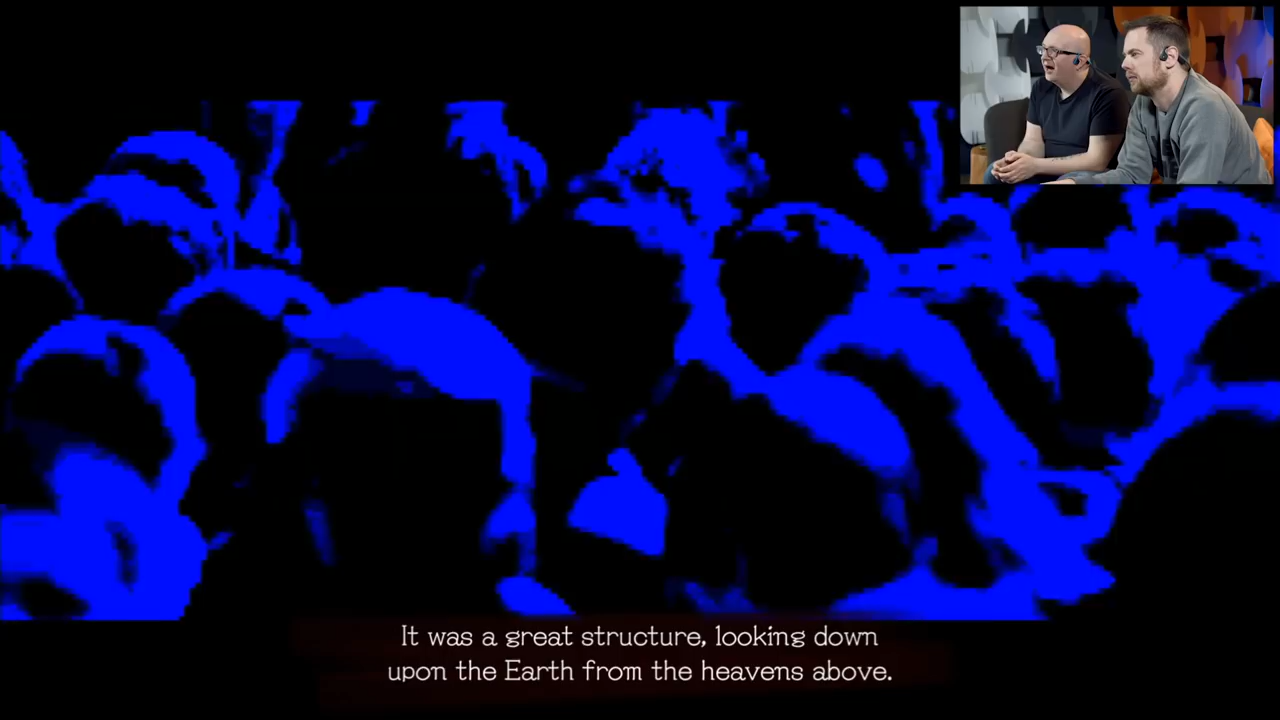 It was a great structure, looking down
upon the Earth from the heavens above.